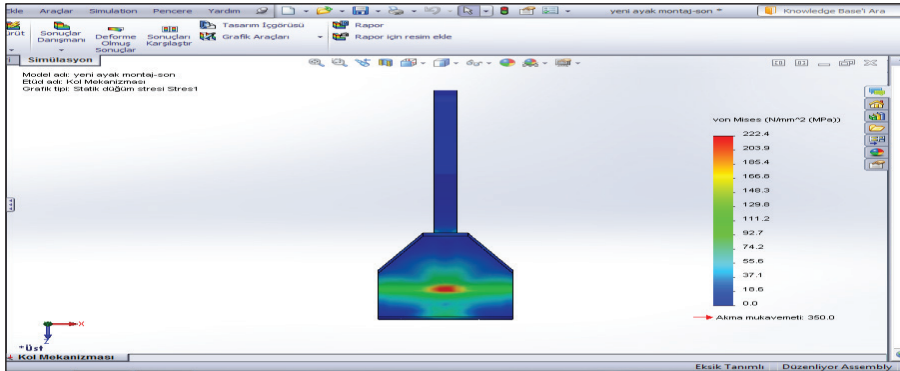 Ekle Araçlar Simulation Pencere Yardım yeni ayak montaj-son * Knowledge Base'i Ara
Sonuçlar Danışmanı
Deforme Olmuş Sonuçlar
Sonuçları Karşılaştır
Tasarım İçgörüsü
Grafik Araçları
Rapor
Rapor için resim ekle
Simülasyon
Model adı: yeni ayak montaj-son
Etüd adı: Kol Mekanizması
Grafik tipi: Statik düğüm stresi Stres1
von Mises (N/mm^2 (MPa))
222.4
203.9
185.4
166.8
148.3
129.8
111.2
92.7
74.2
55.6
37.1
18.6
0.0
Akma mukavemeti: 350.0
X
Z
*Üst
Kol Mekanizması
Eksik Tanımlı Düzenliyor Assembly